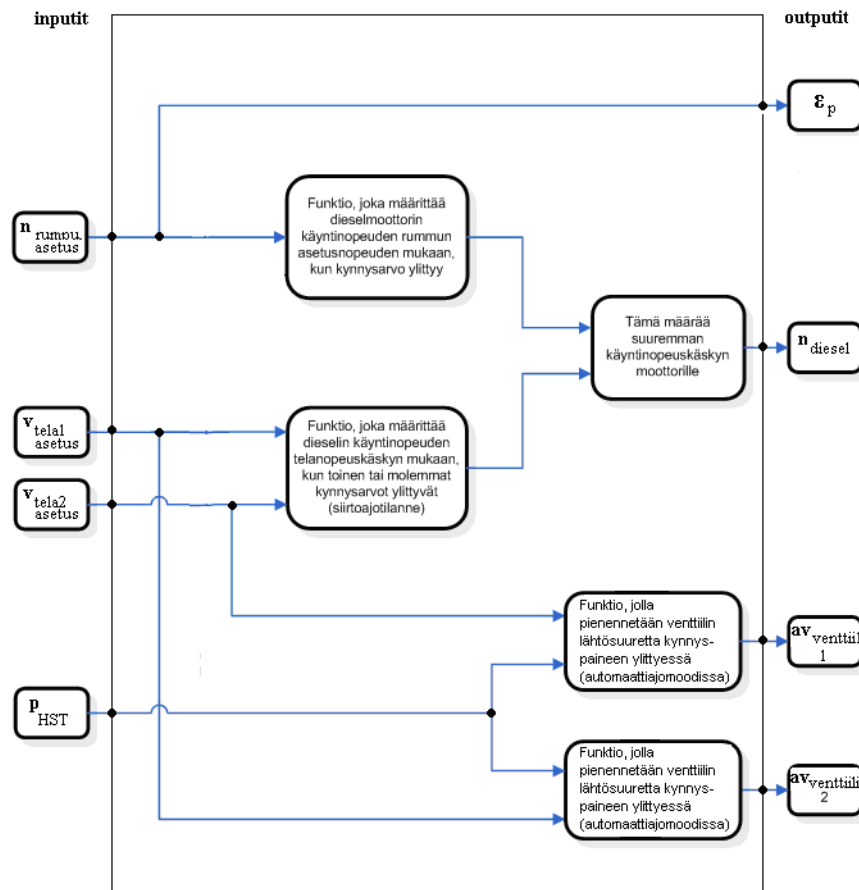 inputit
outputit
ε p
n rumpu.
asetus
Funktio, joka määrittää
dieselmoottorin
käyntinopeuden rummun
asetusnopeuden mukaan,
kun kynnysarvo ylittyy
Tämä määrää
suuremman
käyntinopeuskäskyn
moottorille
n diesel
v tela1
asetus
v tela2
asetus
Funktio, joka määrittää
dieselin käyntinopeuden
telanopeuskäskyn mukaan,
kun toinen tai molemmat
kynnysarvot ylittyvät
(siirtoajotilanne)
Funktio, jolla
pienennetään venttiilin
lähtösuuretta kynnys-
paineen ylittyessä
(automaattiajomoodissa)
av venttiil
1
p
HST
Funktio, jolla
pienennetään venttiilin
lähtösuuretta kynnys-
paineen ylittyessä
(automaattiajomoodissa)
av venttiili
2